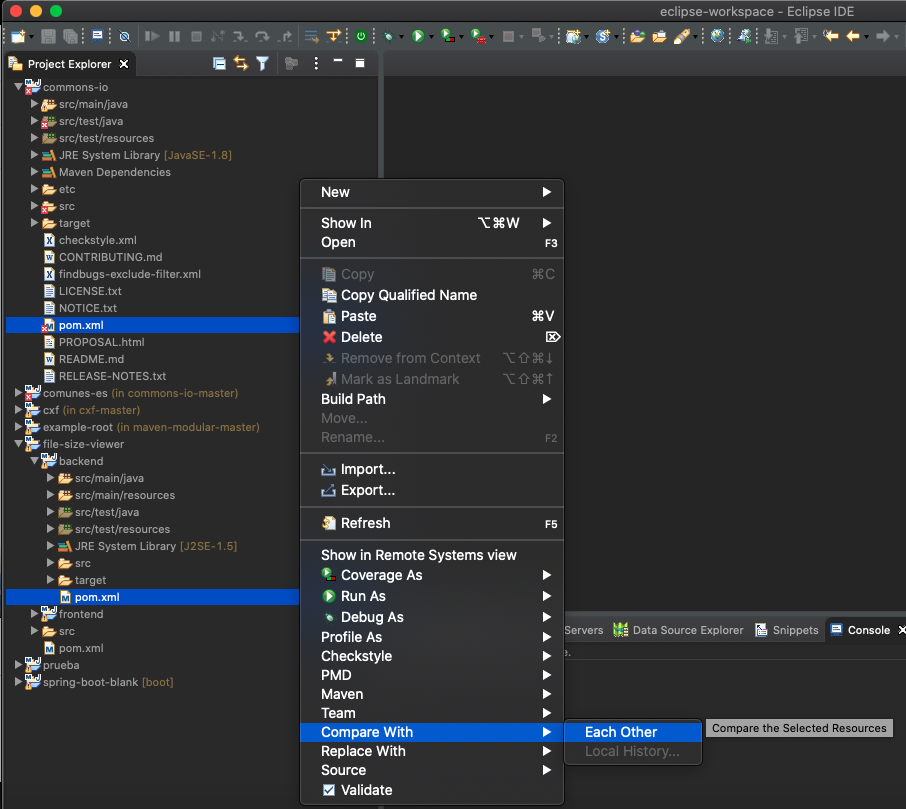 eclipse-workspace - Eclipse IDE
Project Explorer
commons-io
src/main/java
src/test/java
src/test/resources
JRE System Library [JavaSE-1.8]
Maven Dependencies
etc
src
target
checkstyle.xml
CONTRIBUTING.md
findbugs-exclude-filter.xml
LICENSE.txt
NOTICE.txt
pom.xml
PROPOSAL.html
README.md
RELEASE-NOTES.txt
comunes-es (in commons-io-master)
cxf (in cxf-master)
example-root (in maven-modular-master)
file-size-viewer
backend
src/main/java
src/main/resources
src/test/java
src/test/resources
JRE System Library [J2SE-1.5]
src
target
pom.xml
frontend
src
pom.xml
prueba
spring-boot-blank [boot]
New
Show In ⌥⌘W
Open F3
Copy ⌘C
Copy Qualified Name
Paste ⌘V
Delete ⌦
Remove from Context ⌥⇧⌘↓
Mark as Landmark ⌥⇧⌘↑
Build Path
Move...
Rename... F2
Import...
Export...
Refresh F5
Show in Remote Systems view
Coverage As
Run As
Debug As
Profile As
Checkstyle
PMD
Maven
Team
Compare With
Replace With
Source
Validate
Each Other
Local History...
Compare the Selected Resources
Servers Data Source Explorer Snippets Console
e.